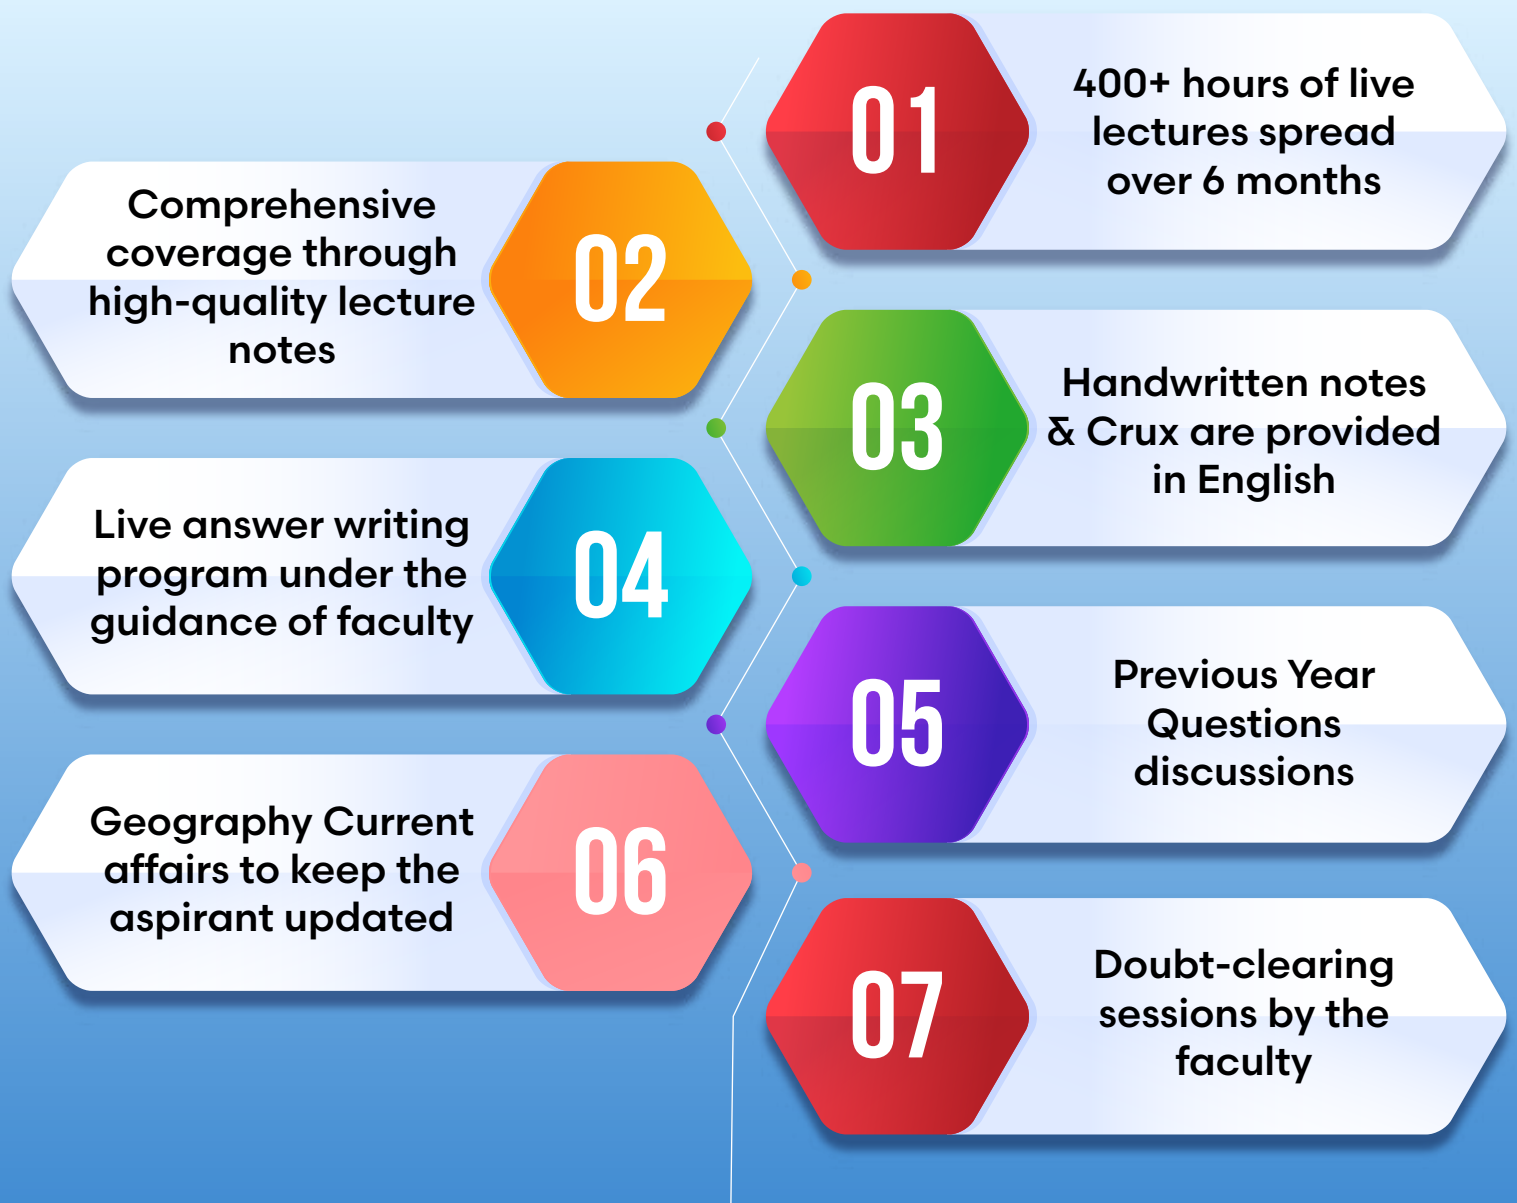 01
400+ hours of live
lectures spread
over 6 months
02
Comprehensive
coverage through
high-quality lecture
notes
03
Handwritten notes
& Crux are provided
in English
04
Live answer writing
program under the
guidance of faculty
05
Previous Year
Questions
discussions
06
Geography Current
affairs to keep the
aspirant updated
07
Doubt-clearing
sessions by the
faculty